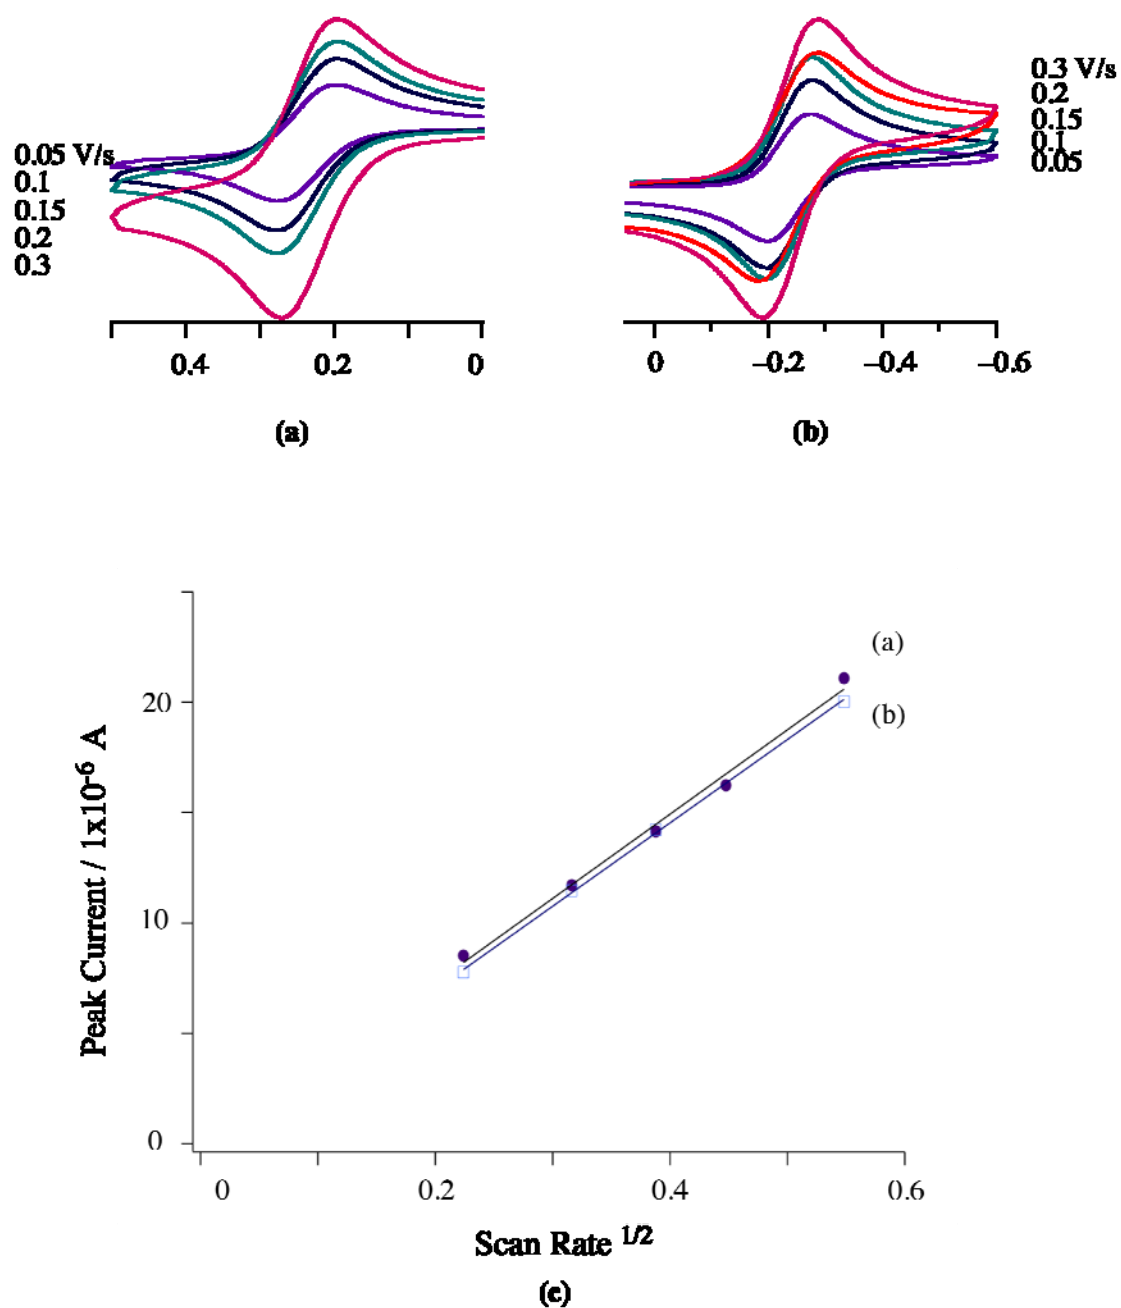 0.05 V/s
0.1
0.15
0.2
0.3
0.4 0.2 0
(a)
0.3 V/s
0.2
0.15
0.1
0.05
0 –0.2 –0.4 –0.6
(b)
Peak Current / 1x10⁻⁶ A
20
10
0
(a)
(b)
0 0.2 0.4 0.6
Scan Rate ¹/²
(c)